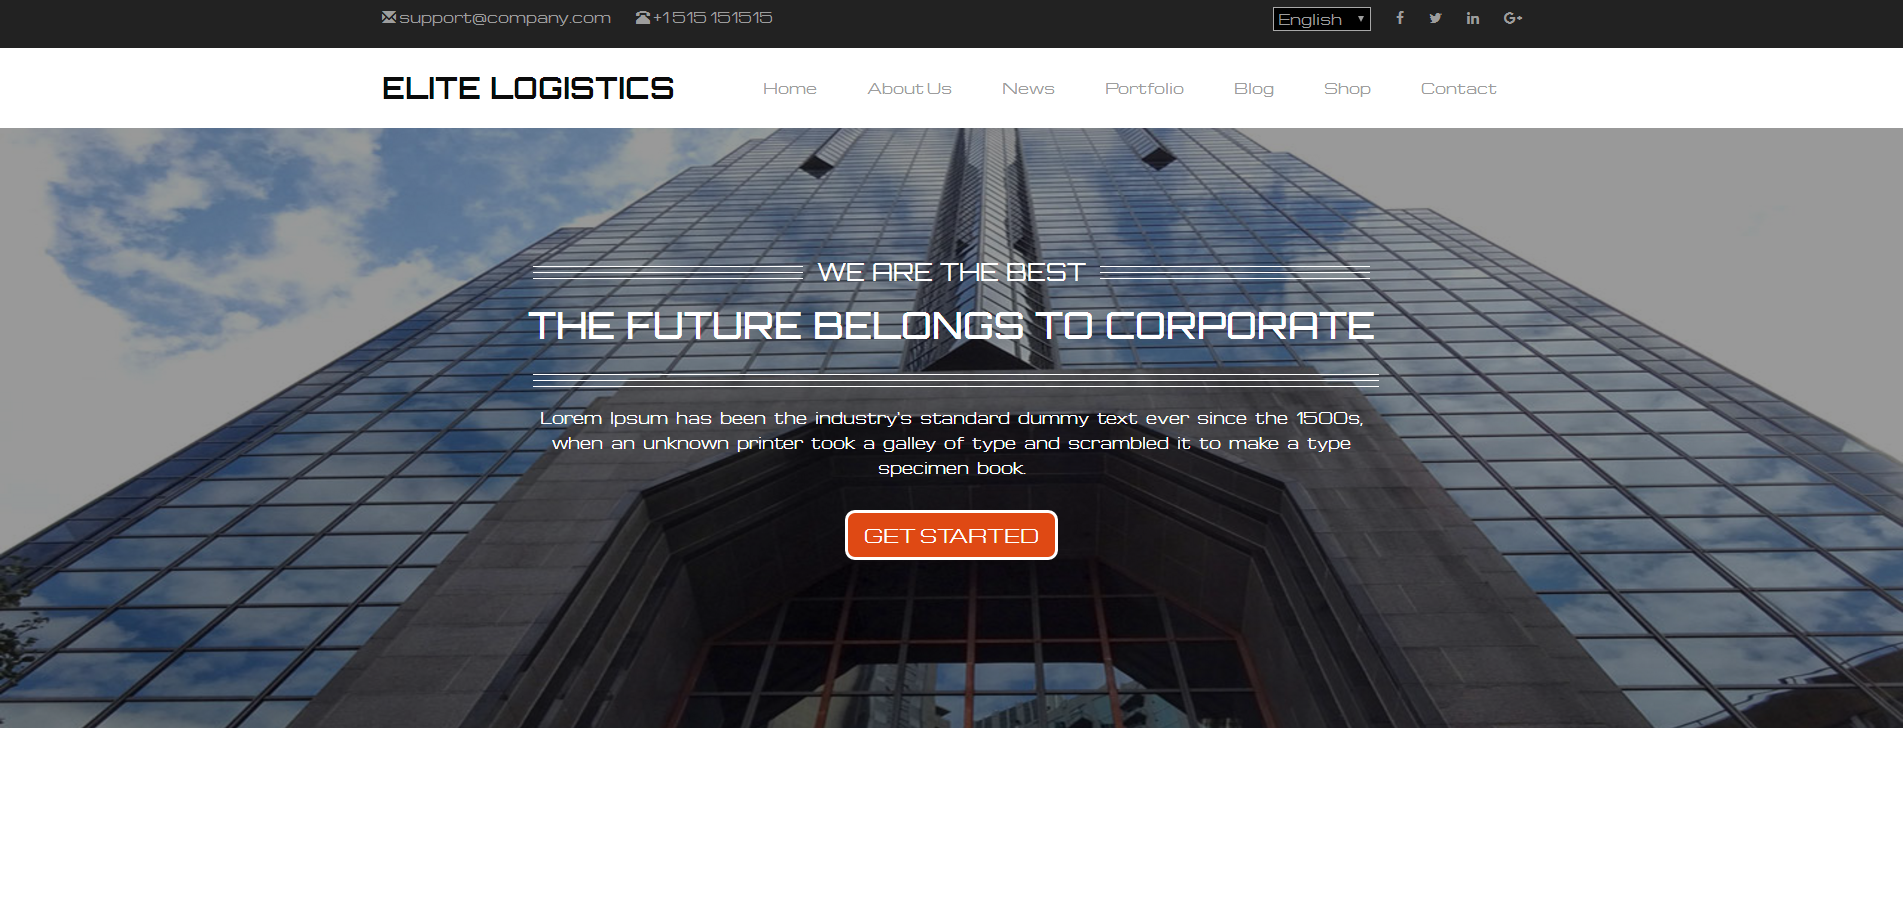 support@company.com +1 515 151515 English
ELITE LOGISTICS Home About Us News Portfolio Blog Shop Contact
WE ARE THE BEST
THE FUTURE BELONGS TO CORPORATE
Lorem Ipsum has been the industry's standard dummy text ever since the 1500s,
when an unknown printer took a galley of type and scrambled it to make a type
specimen book.
GET STARTED